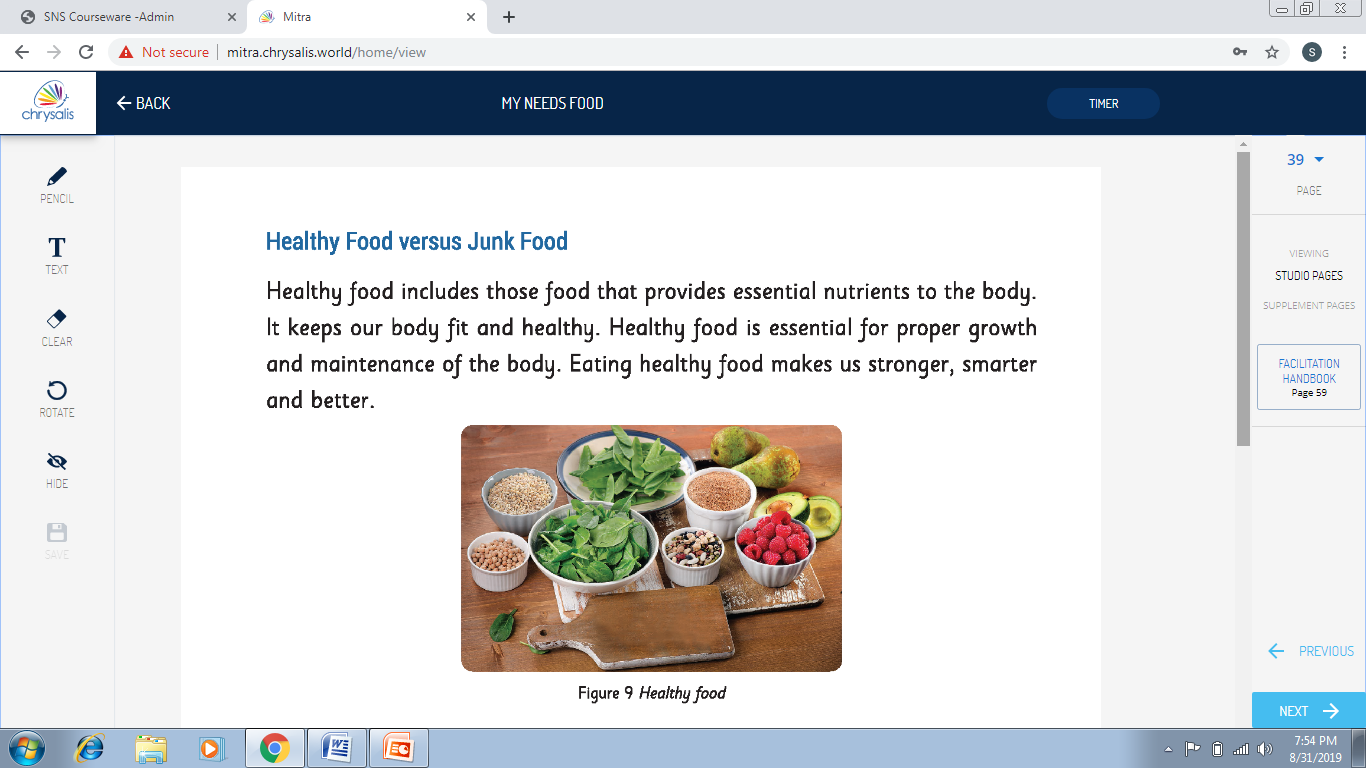 SNS Courseware -Admin
Mitra
Not secure
mitra.chrysalis.world/home/view
S
chrysalis
BACK
MY NEEDS FOOD
TIMER
PENCIL
T
TEXT
CLEAR
ROTATE
HIDE
SAVE
Healthy Food versus Junk Food
Healthy food includes those food that provides essential nutrients to the body.
It keeps our body fit and healthy. Healthy food is essential for proper growth
and maintenance of the body. Eating healthy food makes us stronger, smarter
and better.
Figure 9 Healthy food
39
PAGE
VIEWING
STUDIO PAGES
SUPPLEMENT PAGES
FACILITATION
HANDBOOK
Page 59
PREVIOUS
NEXT
7:54 PM
8/31/2019